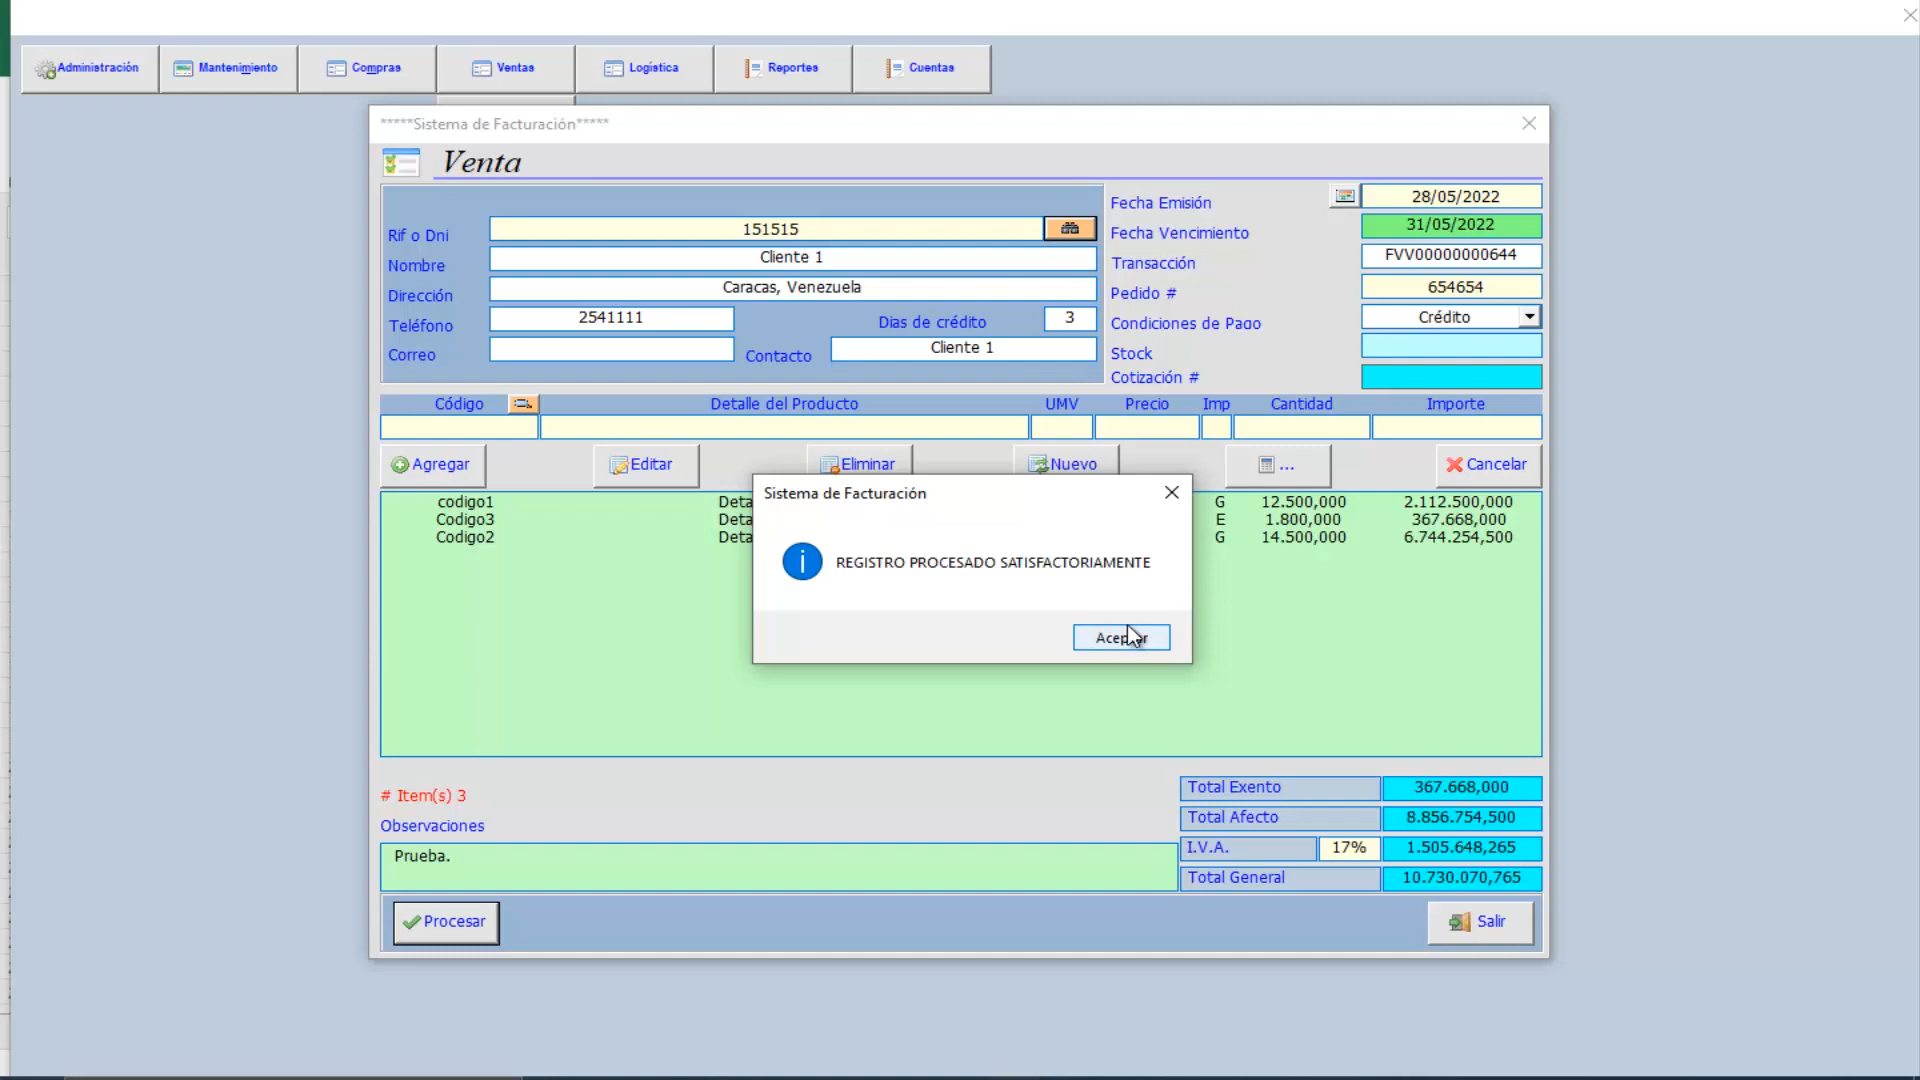 Administración Mantenimiento Compras Ventas Logística Reportes Cuentas
*****Sistema de Facturación*****
Venta
Rif o Dni 151515
Nombre Cliente 1
Dirección Caracas, Venezuela
Teléfono 2541111 Dias de crédito 3
Correo Contacto Cliente 1
Fecha Emisión 28/05/2022
Fecha Vencimiento 31/05/2022
Transacción FVV00000000644
Pedido # 654654
Condiciones de Pago Crédito
Stock
Cotización #
Código Detalle del Producto UMV Precio Imp Cantidad Importe
Agregar Editar Eliminar Nuevo ... Cancelar
codigo1 Deta G 12.500,000 2.112.500,000
Codigo3 Deta E 1.800,000 367.668,000
Codigo2 Deta G 14.500,000 6.744.254,500
Sistema de Facturación
REGISTRO PROCESADO SATISFACTORIAMENTE
Aceptar
# Item(s) 3
Observaciones
Prueba.
Total Exento 367.668,000
Total Afecto 8.856.754,500
I.V.A. 17% 1.505.648,265
Total General 10.730.070,765
Procesar Salir